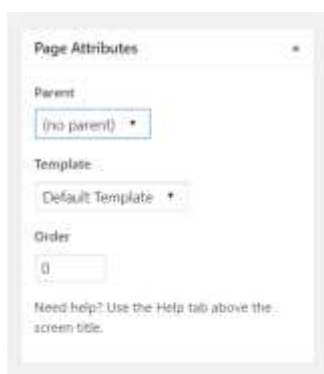 Page Attributes
Parent
(no parent)
Template
Default Template
Order
0
Need help? Use the Help tab above the
screen title.